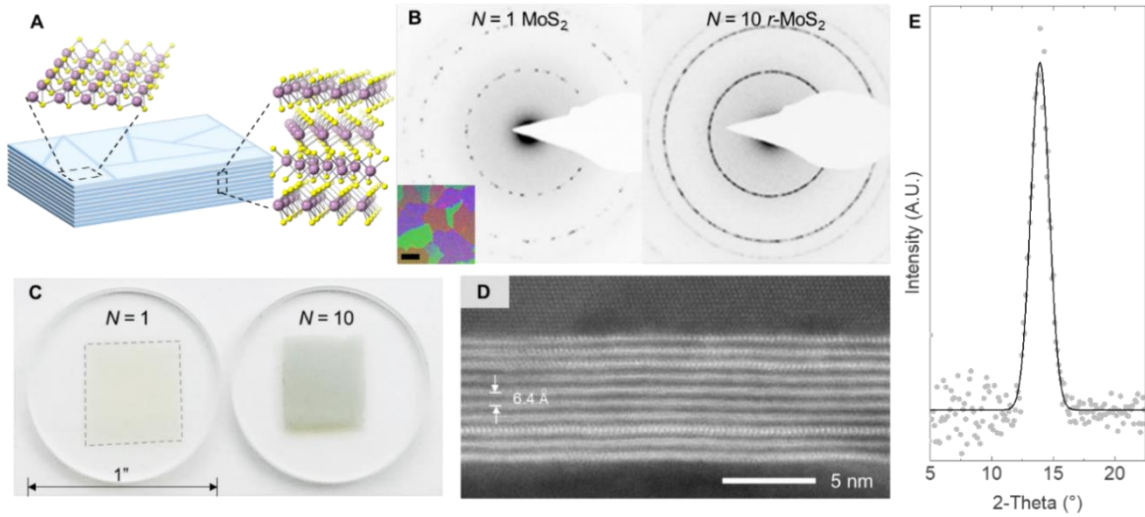 A
B
N = 1 MoS₂
N = 10 r-MoS₂
C
N = 1
N = 10
1”
D
6.4 Å
5 nm
E
Intensity (A.U.)
5 10 15 20
2-Theta (°)